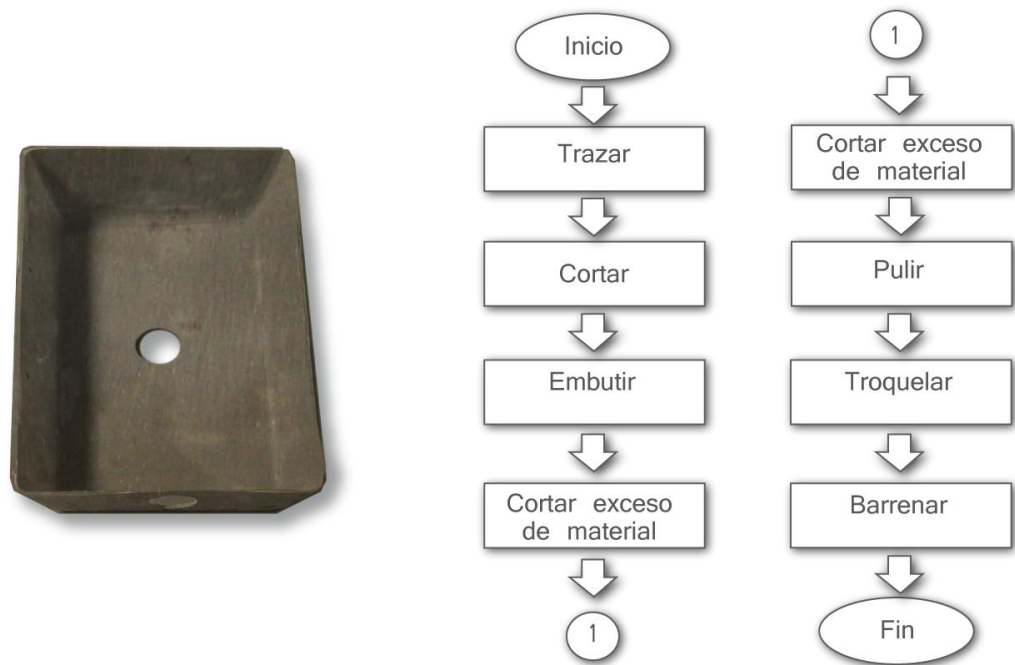 Inicio
Trazar
Cortar
Embutir
Cortar exceso
de material
1
1
Cortar exceso
de material
Pulir
Troquelar
Barrenar
Fin